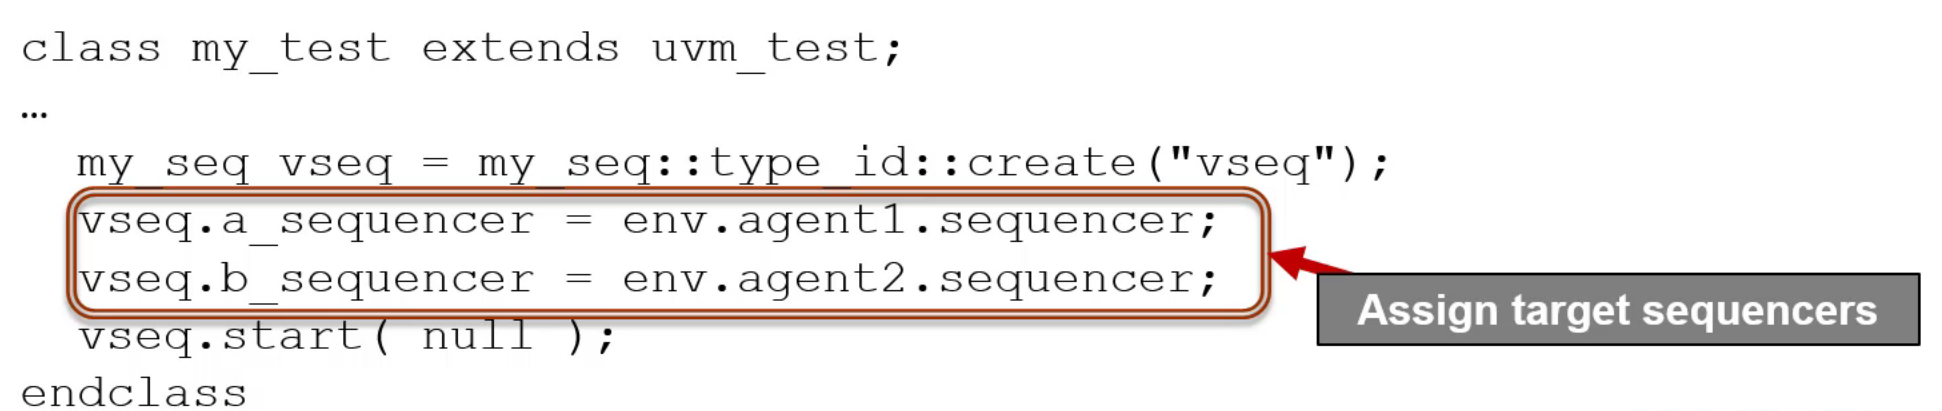 class my_test extends uvm_test;
…
my_seq vseq = my_seq::type_id::create("vseq");
vseq.a_sequencer = env.agent1.sequencer;
vseq.b_sequencer = env.agent2.sequencer;
Assign target sequencers
vseq.start( null );
endclass